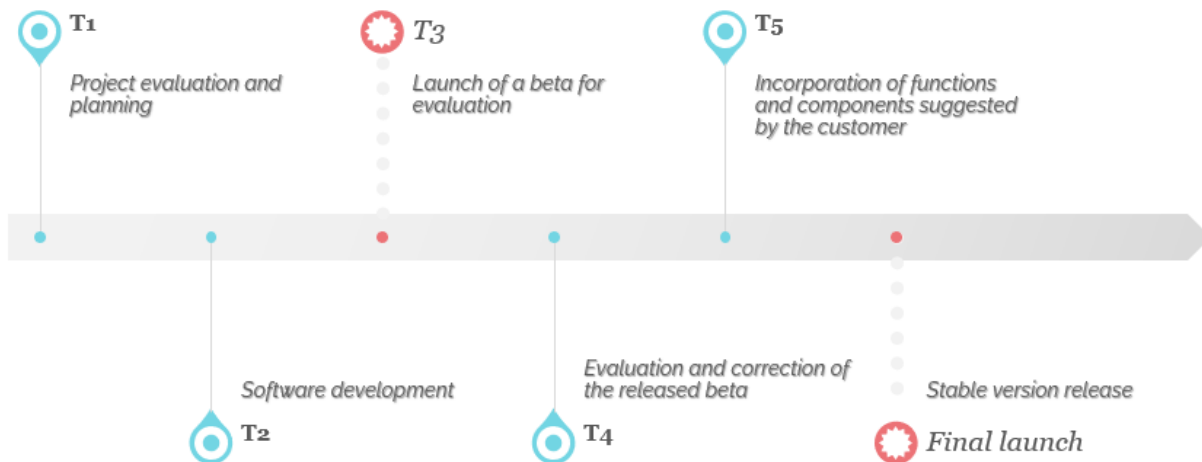 T1
Project evaluation and
planning
T3
Launch of a beta for
evaluation
T5
Incorporation of functions
and components suggested
by the customer
Software development
T2
Evaluation and correction of
the released beta
T4
Stable version release
Final launch